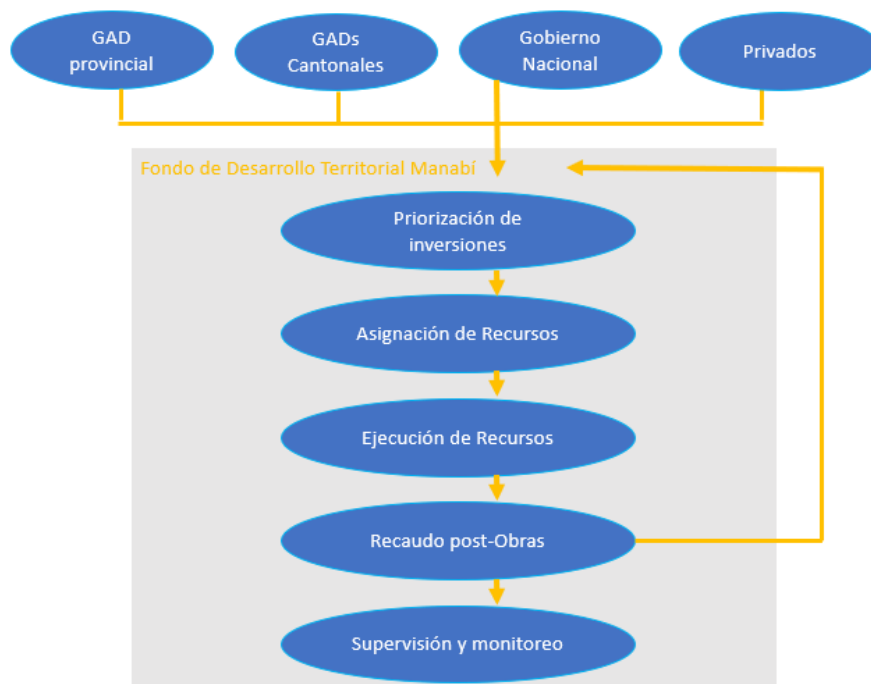 GAD
provincial
GADs
Cantonales
Gobierno
Nacional
Privados
Fondo de Desarrollo Territorial Manabí
Priorización de
inversiones
Asignación de Recursos
Ejecución de Recursos
Recaudo post-Obras
Supervisión y monitoreo